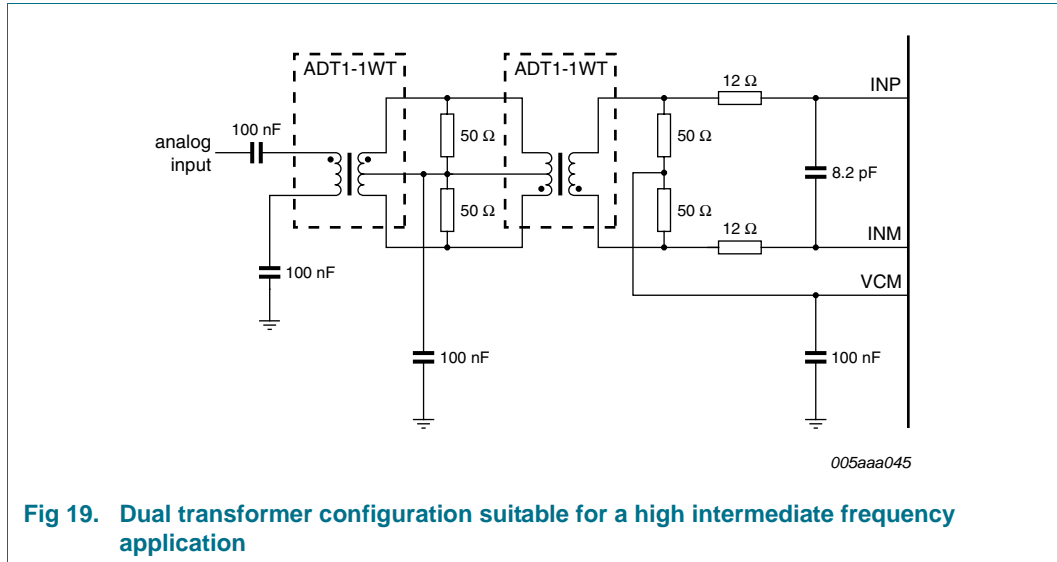 ADT1-1WT
ADT1-1WT
12 Ω
INP
100 nF
analog
input
50 Ω
50 Ω
8.2 pF
50 Ω
50 Ω
12 Ω
INM
100 nF
VCM
100 nF
100 nF
005aaa045
Fig 19. Dual transformer configuration suitable for a high intermediate frequency
application